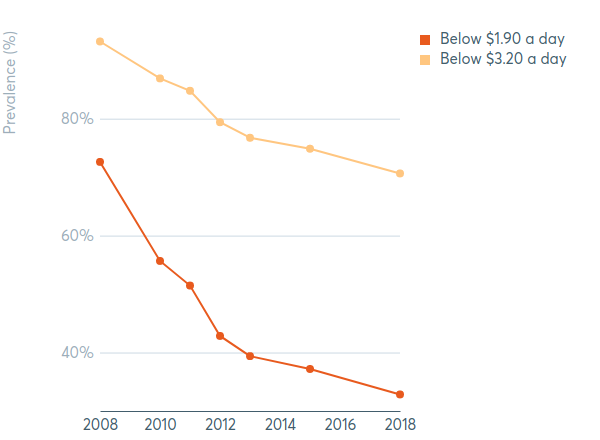 Prevalence (%)
Below $1.90 a day
Below $3.20 a day
80%
60%
40%
2008 2010 2012 2014 2016 2018